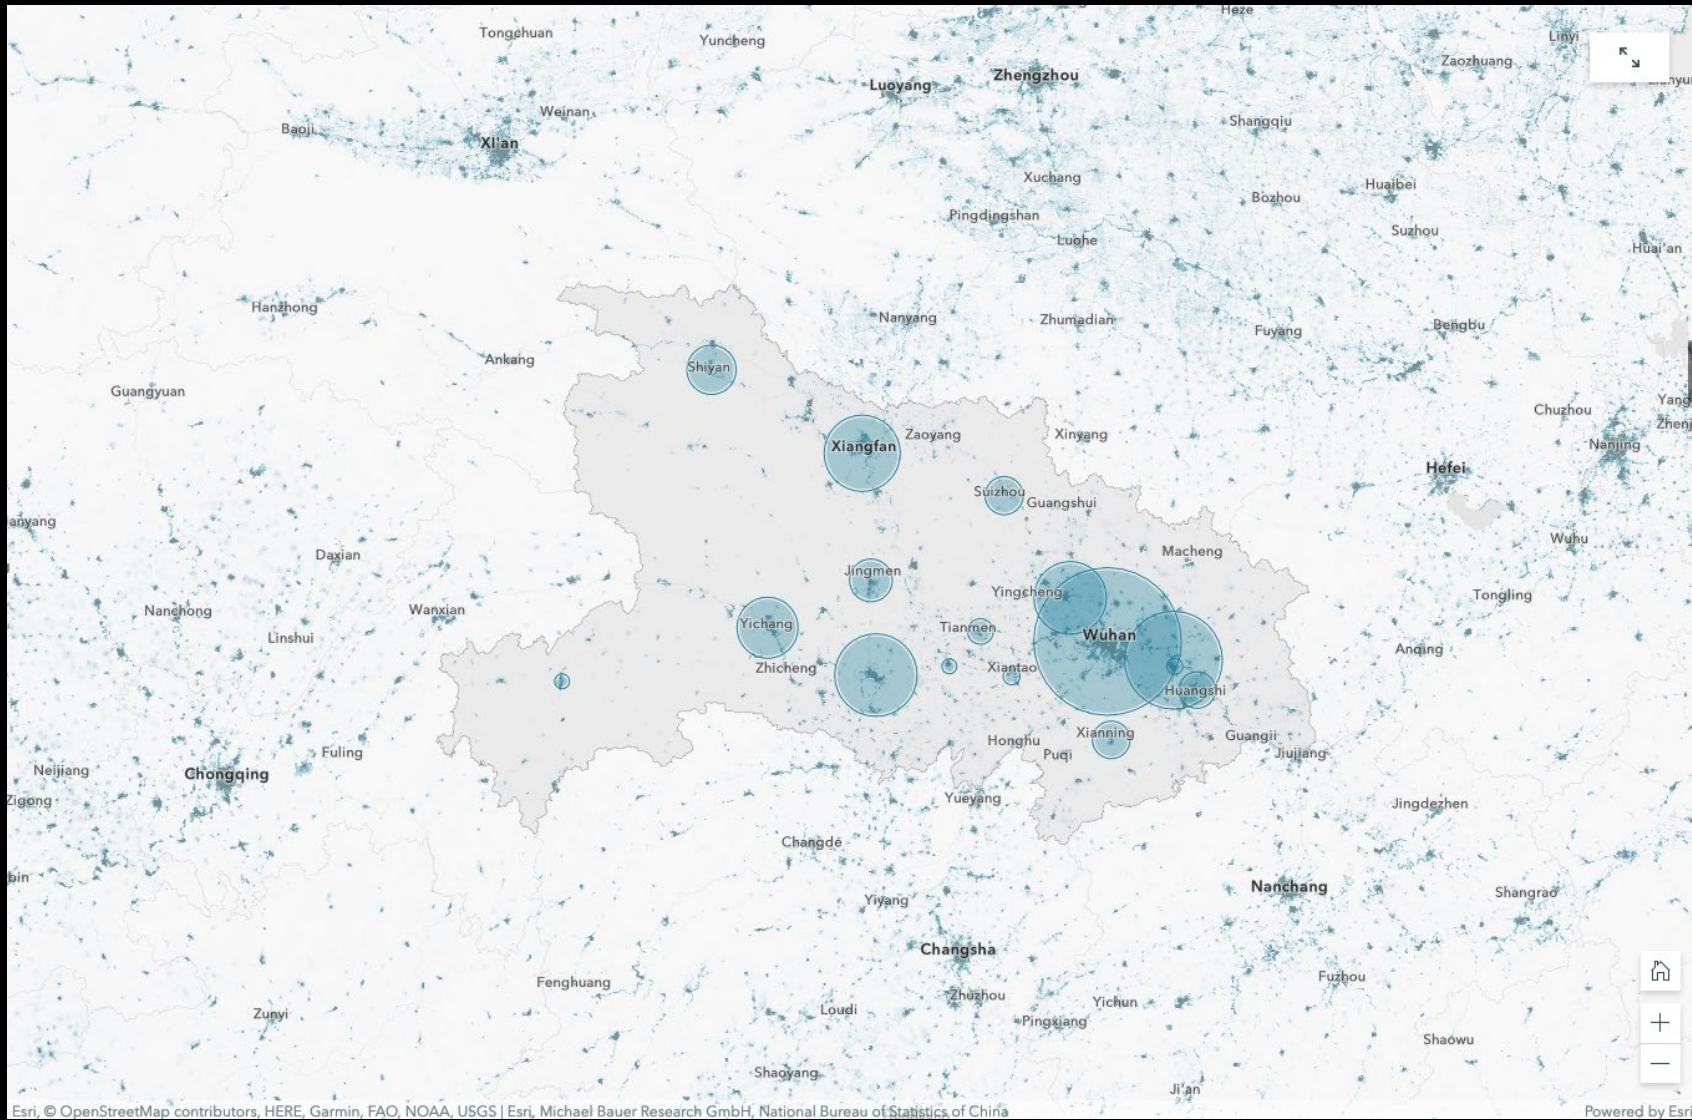 Heze
Tongchuan
Yuncheng
Linyi
Zaozhuang
Luoyang
Zhengzhou
Weinan
Baoji
Shangqiu
XI'an
Xuchang
Huaibei
Bozhou
Pingdingshan
Suzhou
Luohe
Huai'an
Hanzhong
Nanyang
Zhumadian
Bengbu
Fuyang
Ankang
Shiyan
Guangyuan
Yang
Chuzhou
Zhenj
Zaoyang
Xinyang
Xiangfan
Nanjing
Hefei
Suizhou
Guangshui
anyang
Wuhu
Macheng
Daxian
Jingmen
Yingcheng
Tongling
Nanchong
Wanxian
Yichang
Tianmen
Wuhan
Linshui
Anqing
Zhicheng
Xiantao
Huangshi
Xianning
Guangii
Honghu
Fuling
Puqi
Jiujiang
Neijiang
Chongqing
Zigong
Yueyang
Jingdezhen
Changde
bin
Nanchang
Shangrao
Yiyang
Changsha
Fuzhou
Fenghuang
Zhuzhou
Yichun
Loudi
Zunyi
Pingxiang
Shaowu
Shaoyang
Ji'an
Esri, © OpenStreetMap contributors, HERE, Garmin, FAO, NOAA, USGS | Esri, Michael Bauer Research GmbH, National Bureau of Statistics of China
Powered by Esri